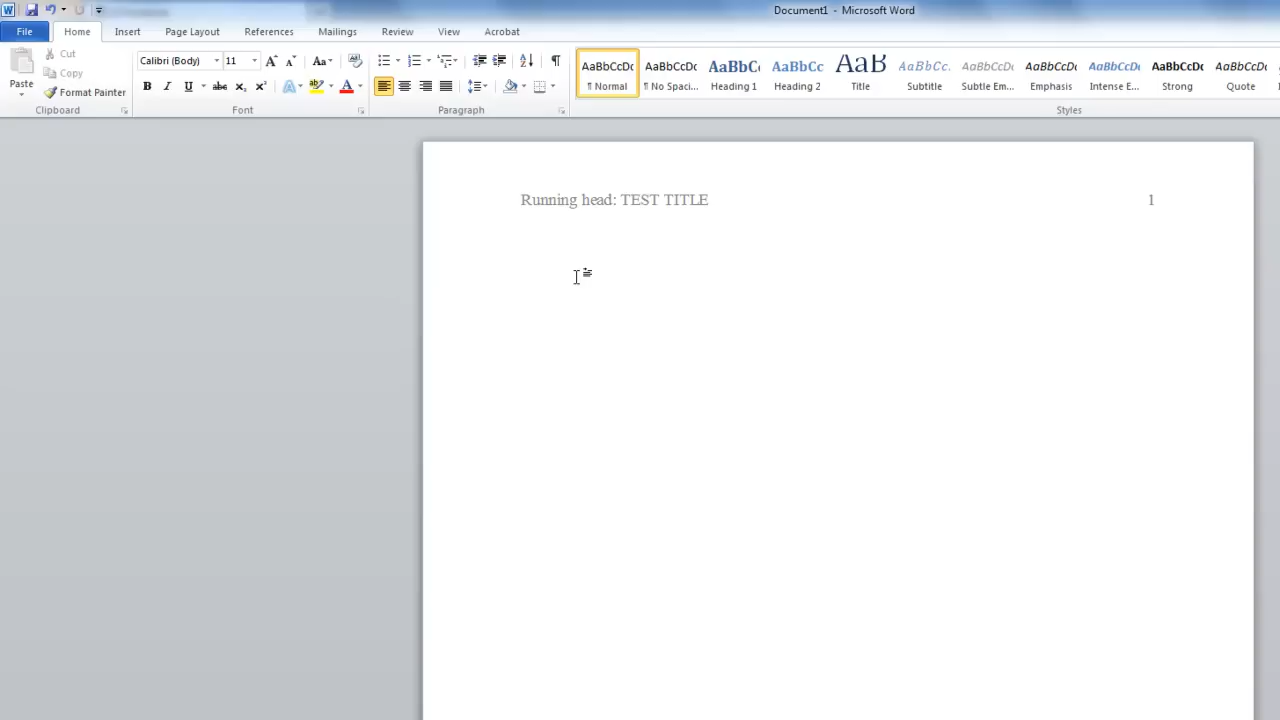 Document1 - Microsoft Word
File Home Insert Page Layout References Mailings Review View Acrobat
Paste
Cut
Copy
Format Painter
Clipboard
Calibri (Body) 11
Font
Paragraph
AaBbCcDc AaBbCcDc AaBbC AaBbCc AaB AaBbCc. AaBbCcDc AaBbCcDc AaBbCcDc AaBbCcDc AaBbCcDc
¶ Normal ¶ No Spaci... Heading 1 Heading 2 Title Subtitle Subtle Em... Emphasis Intense E... Strong Quote
Styles
Running head: TEST TITLE 1